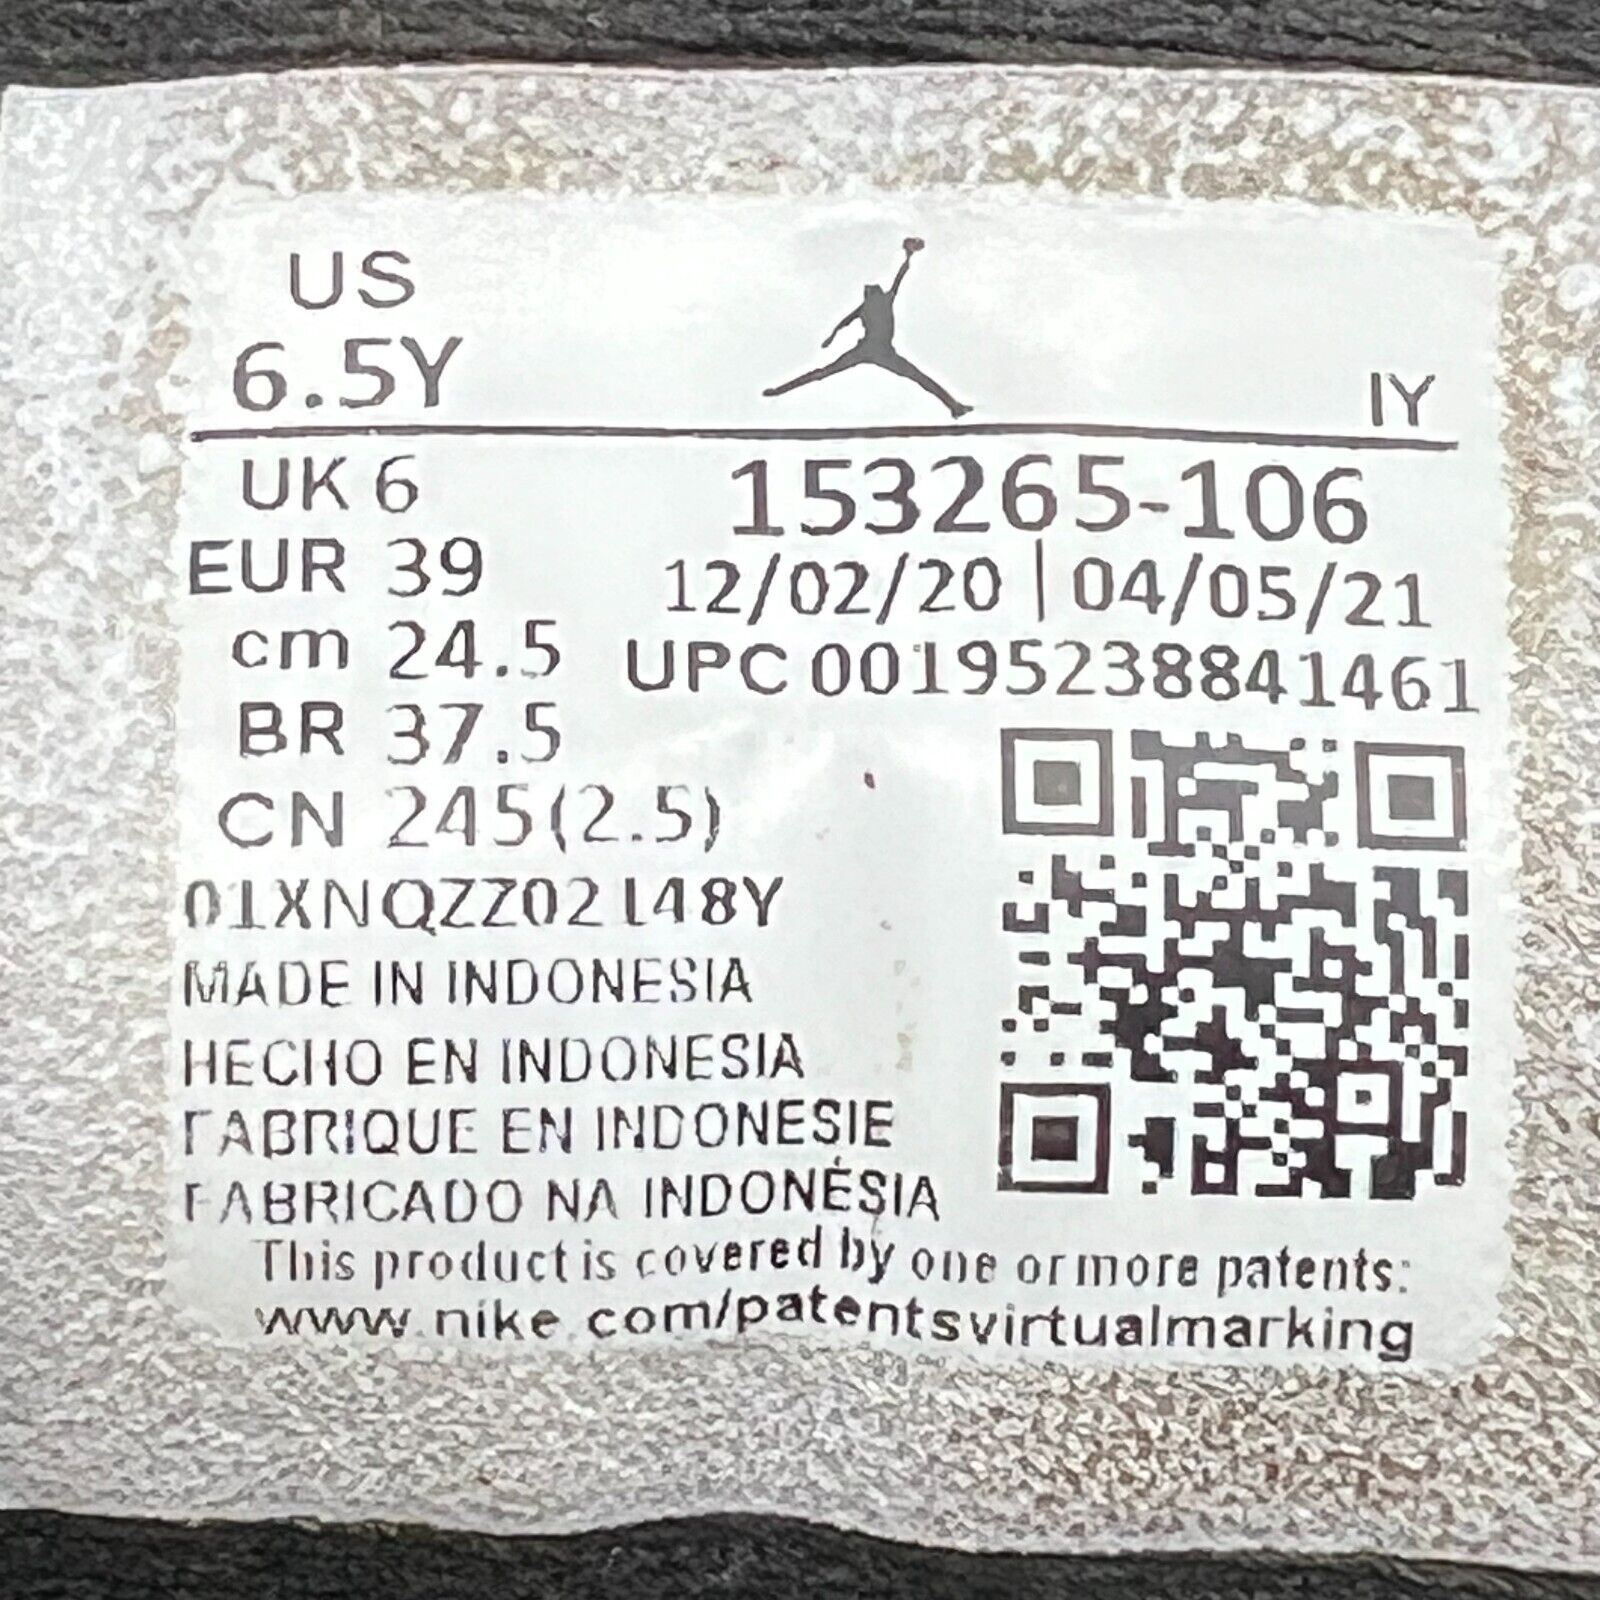 US
6.5Y
IY
UK 6
EUR 39
cm 24.5
BR 37.5
CN 245(2.5)
153265-106
12/02/20 | 04/05/21
UPC 00195238841461
01XNQZZ02148Y
MADE IN INDONESIA
HECHO EN INDONESIA
FABRIQUE EN INDONESIE
FABRICADO NA INDONÉSIA
This product is covered by one or more patents:
www.nike.com/patentsvirtualmarking